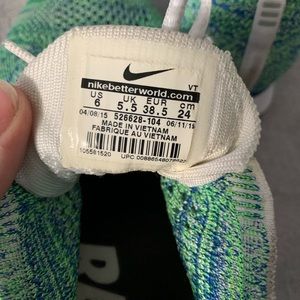 VT
nikebetterworld.com
US UK EUR cm
6 5.5 38.5 24
04/08/15 526628-104 06/11/15
MADE IN VIETNAM
FABRIQUE AU VIETNAM
UPC